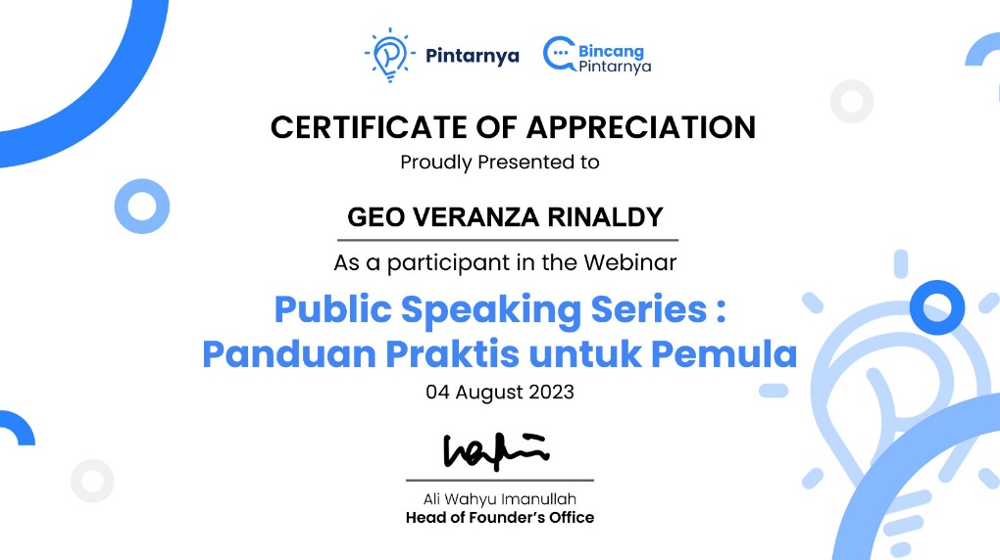 Pintarnya
Bincang
Pintarnya
CERTIFICATE OF APPRECIATION
Proudly Presented to
GEO VERANZA RINALDY
As a participant in the Webinar
Public Speaking Series :
Panduan Praktis untuk Pemula
04 August 2023
Ali Wahyu Imanullah
Head of Founder's Office